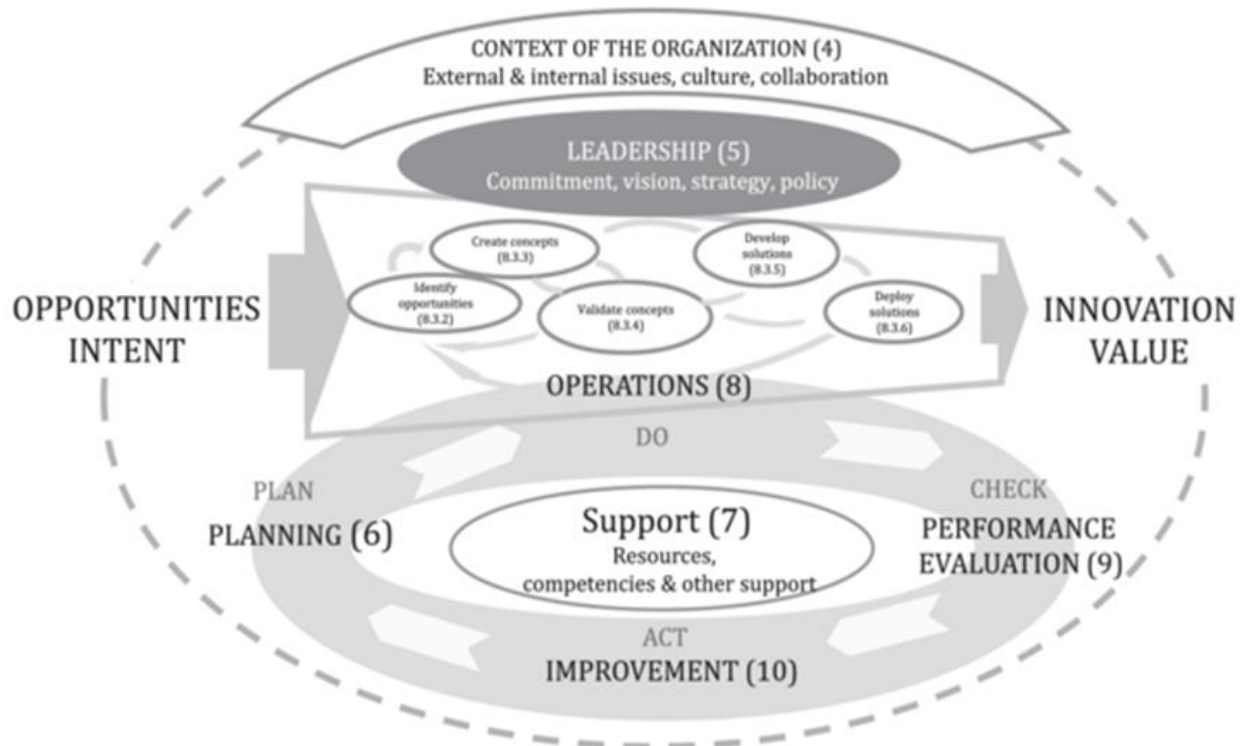 CONTEXT OF THE ORGANIZATION (4)
External & internal issues, culture, collaboration
LEADERSHIP (5)
Commitment, vision, strategy, policy
Create concepts
(8.3.3)
Develop
solutions
(8.3.5)
Identify
opportunities
(8.3.2)
Validate concepts
(8.3.4)
Deploy
solutions
(8.3.6)
OPPORTUNITIES
INTENT
INNOVATION
VALUE
OPERATIONS (8)
DO
PLAN
PLANNING (6)
CHECK
PERFORMANCE
EVALUATION (9)
Support (7)
Resources,
competencies & other support
ACT
IMPROVEMENT (10)